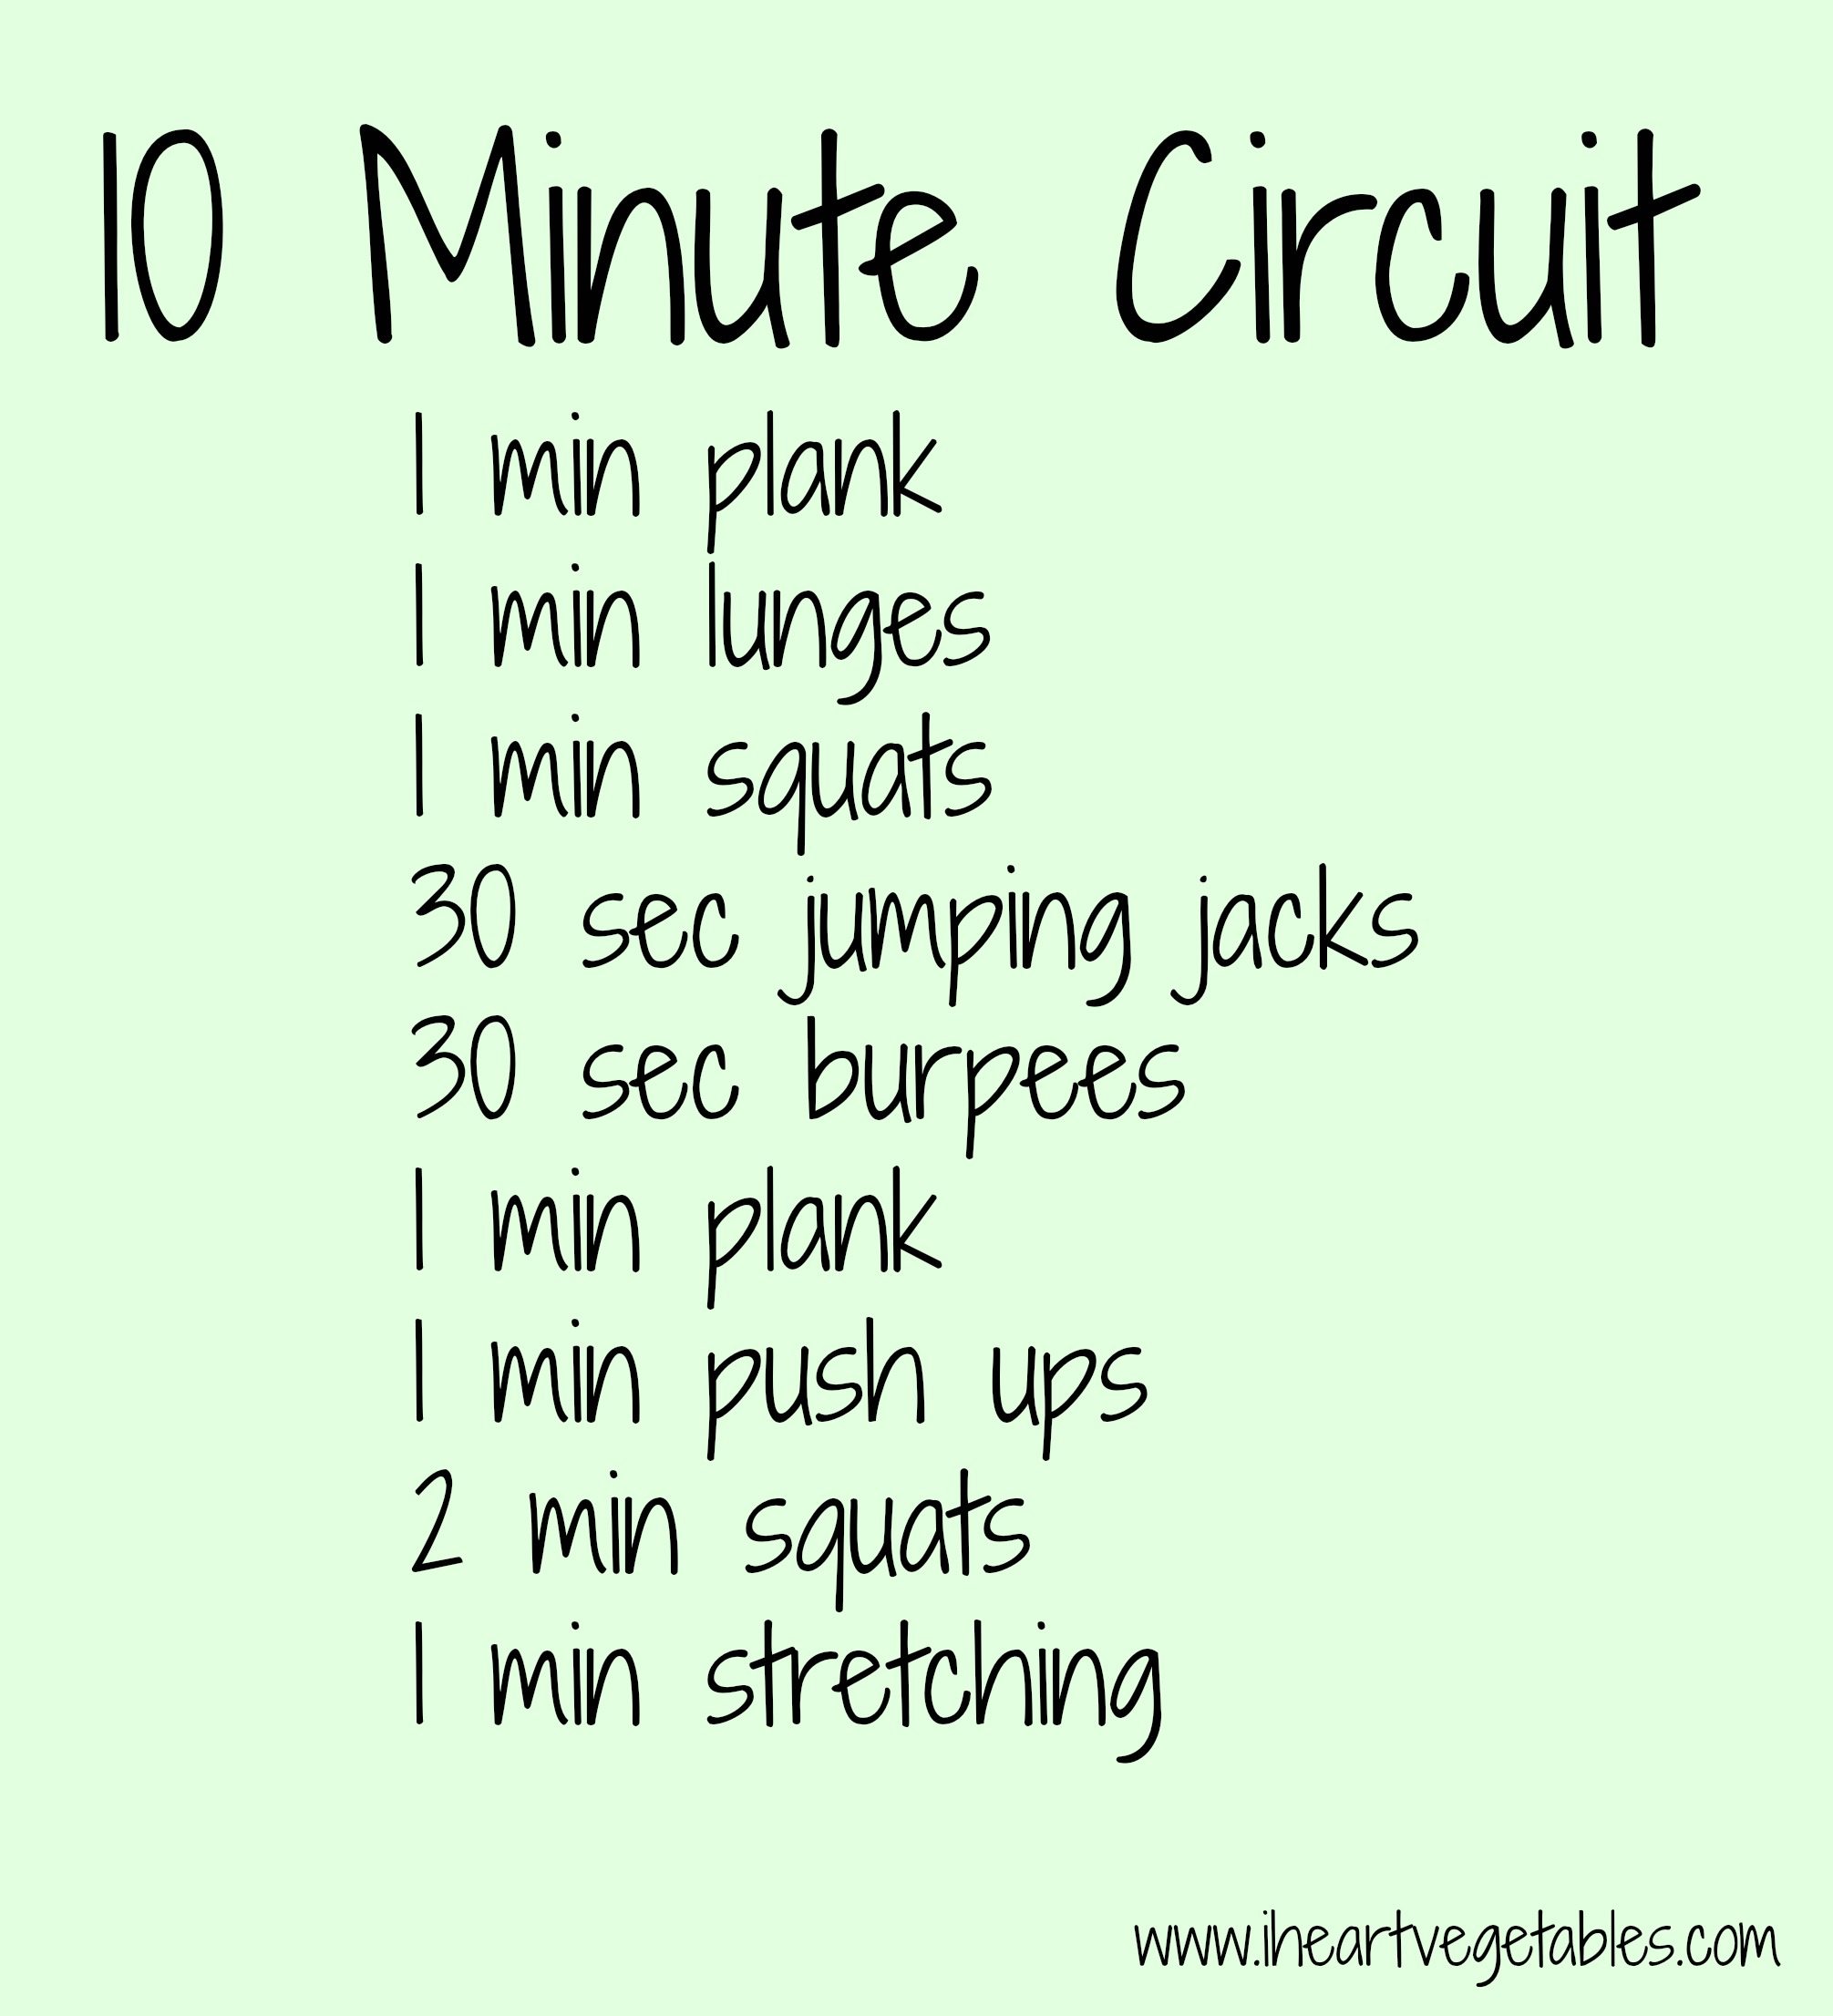 10 Minute Circuit
1 min plank
1 min lunges
1 min squats
30 sec jumping jacks
30 sec burpees
1 min plank
1 min push ups
2 min squats
1 min stretching
www.iheartvegetables.com